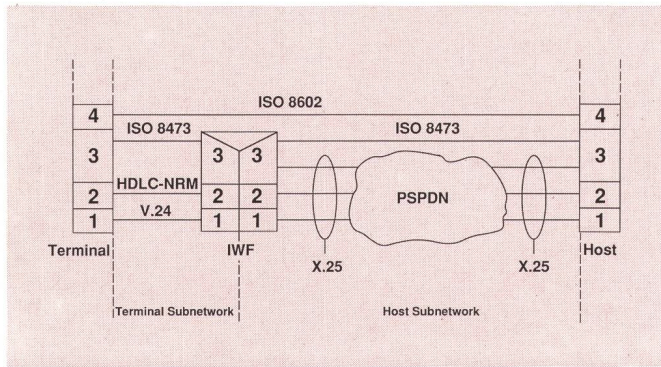 ISO 8602
4 4
ISO 8473 ISO 8473
3 3 3 3
HDLC-NRM
2 2 2 PSPDN 2
V.24
1 1 1 1
Terminal IWF Host
X.25 X.25
Terminal Subnetwork Host Subnetwork